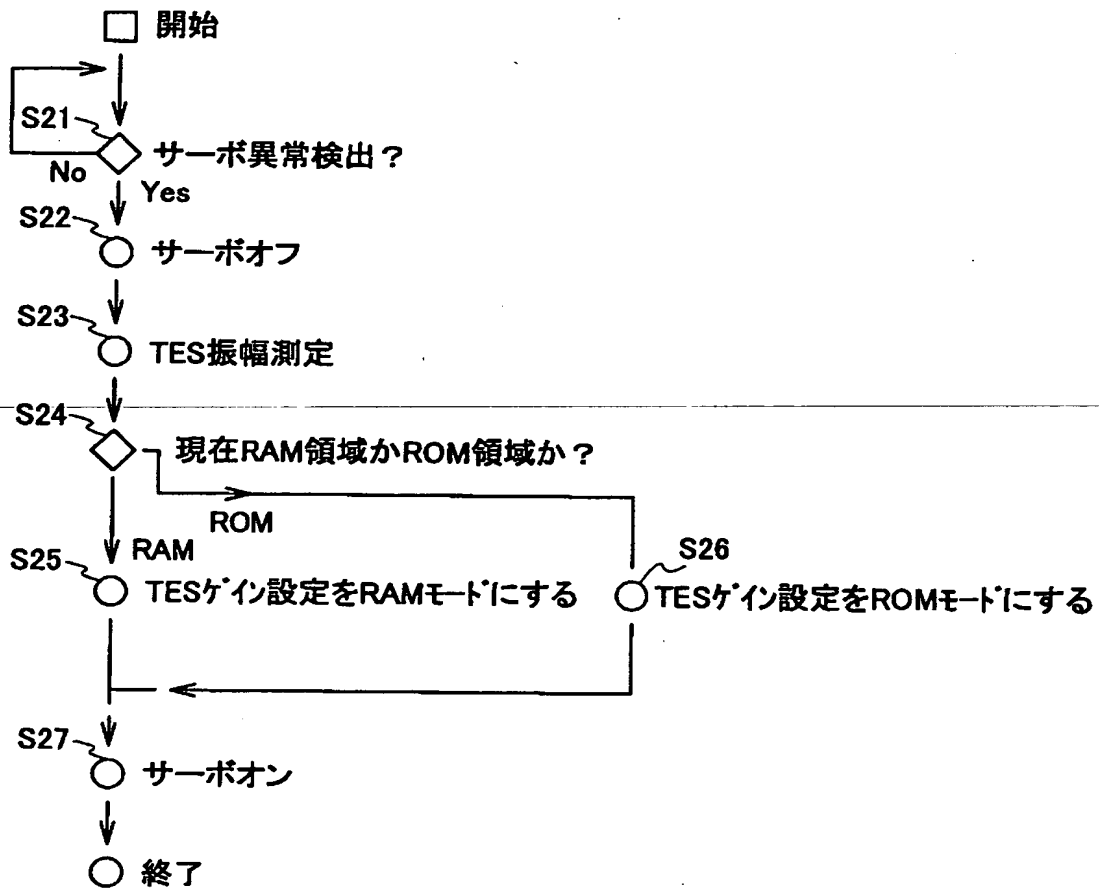 開始
S21
サーボ異常検出?
No
Yes
S22
サーボオフ
S23
TES振幅測定
S24
現在RAM領域かROM領域か?
ROM
RAM
S25
TESゲイン設定をRAMモードにする
S26
TESゲイン設定をROMモードにする
S27
サーボオン
終了